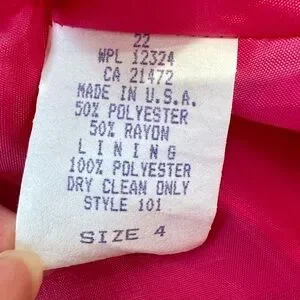 22
WPL 12324
CA 21472
MADE IN U.S.A.
50% POLYESTER
50% RAYON
LINING
100% POLYESTER
DRY CLEAN ONLY
STYLE 101
SIZE 4